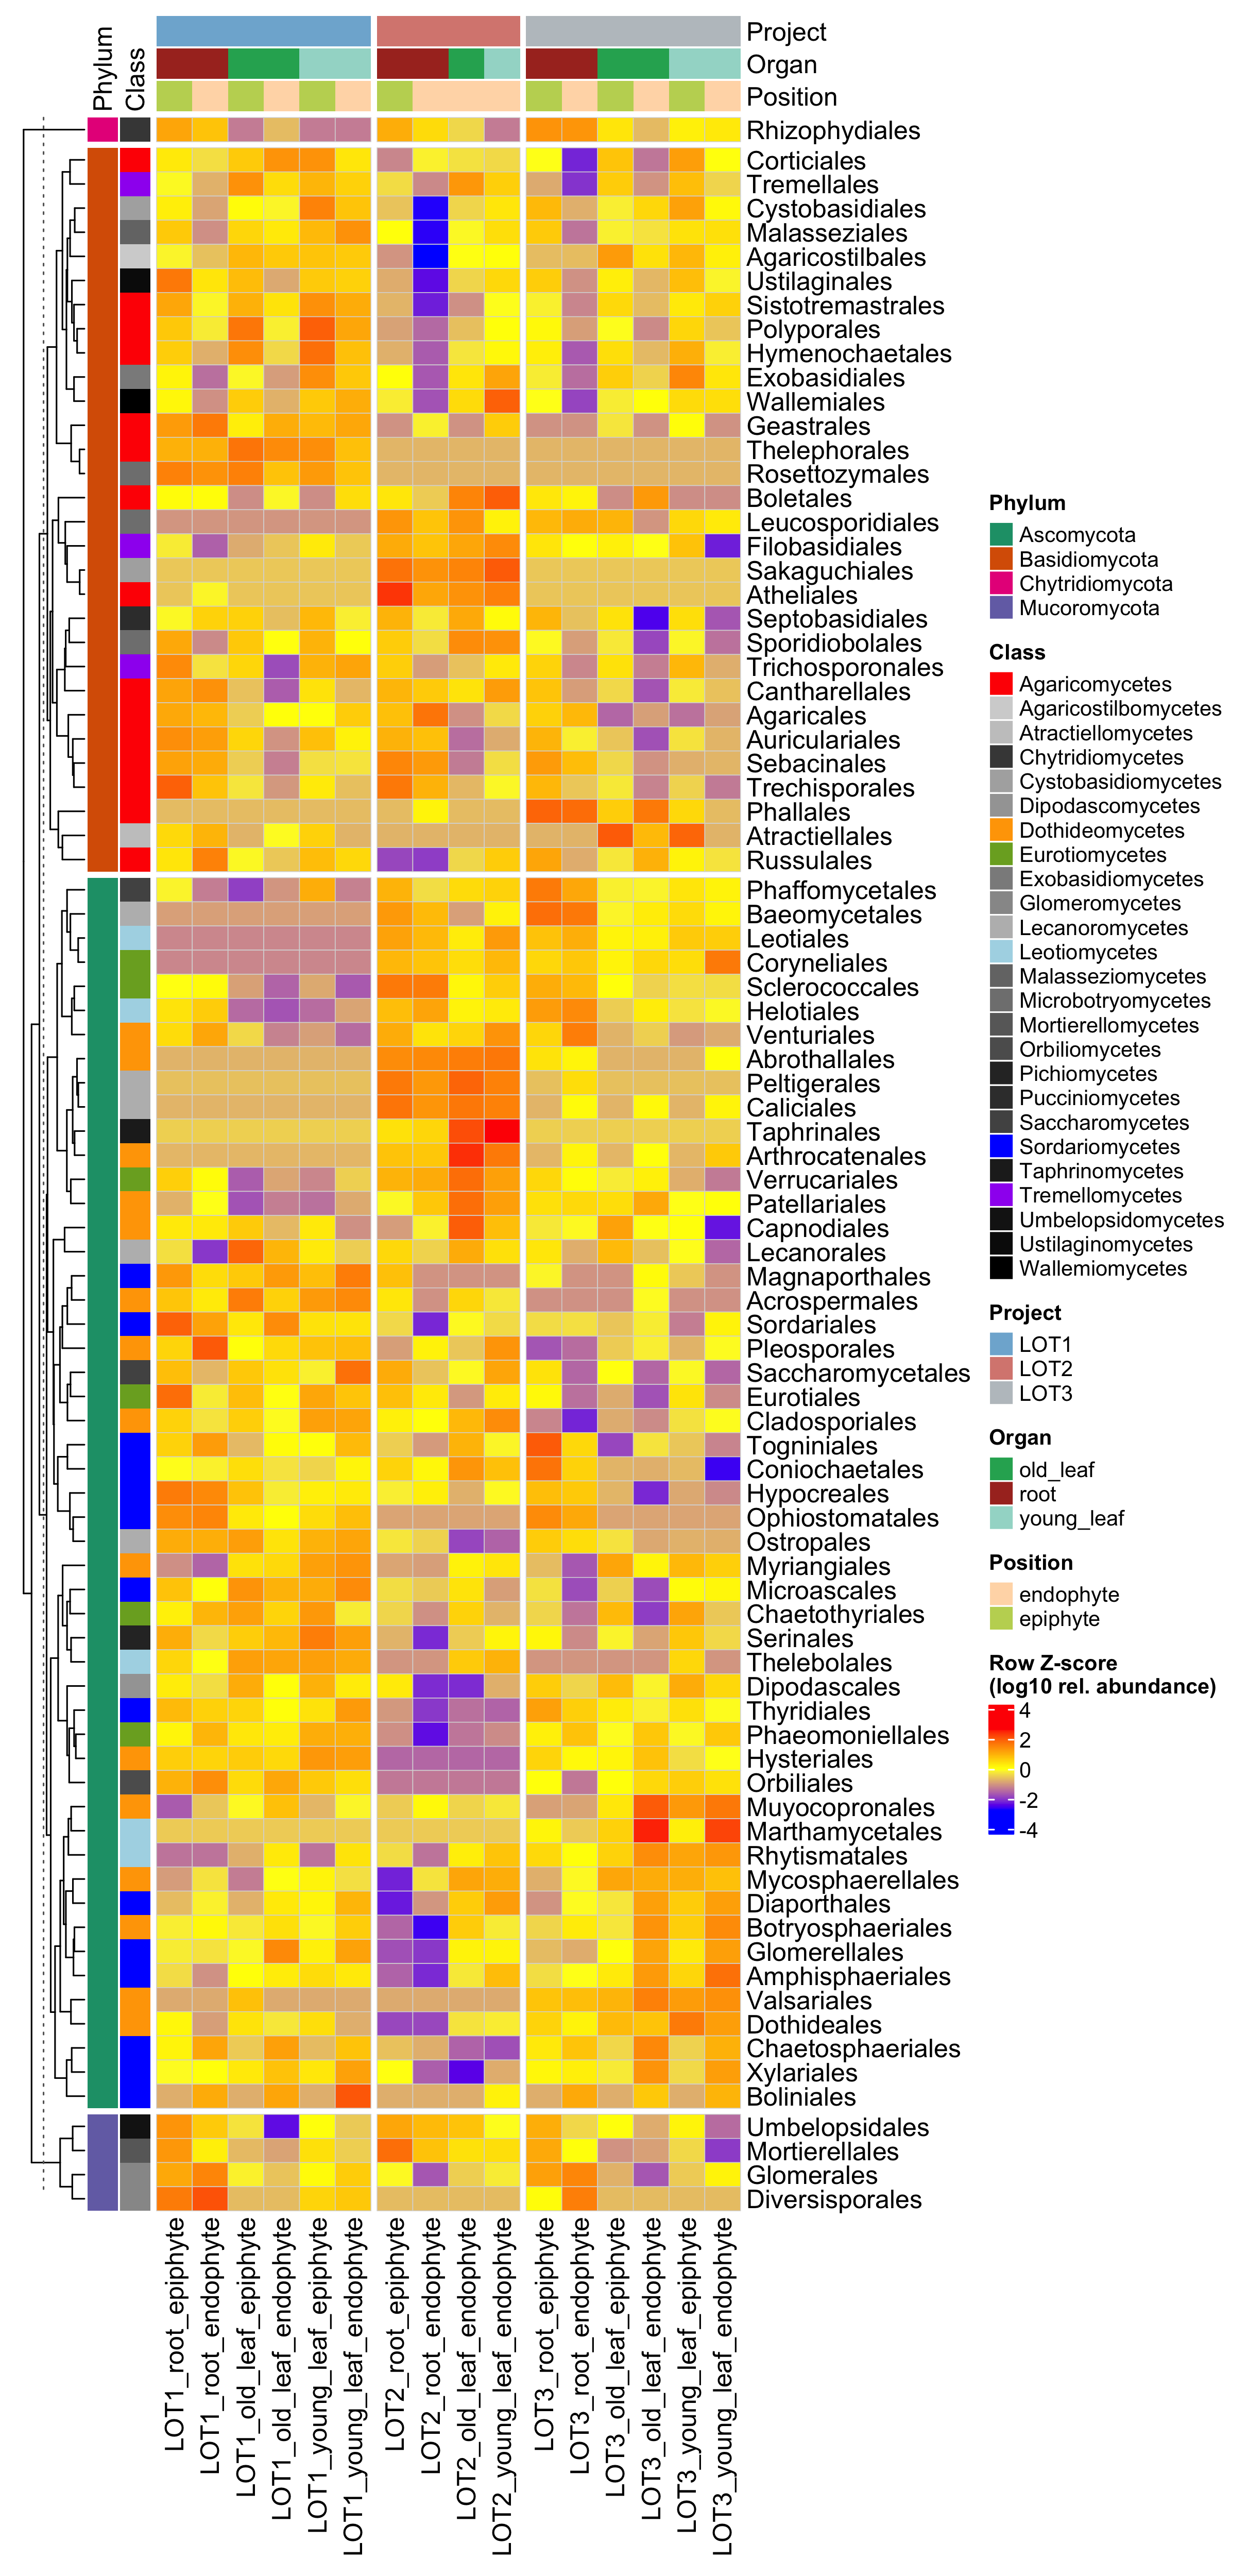 Phylum
Class
Project
Organ
Position
Rhizophydiales
Corticiales
Tremellales
Cystobasidiales
Malasseziales
Agaricostilbales
Ustilaginales
Sistotremastrales
Polyporales
Hymenochaetales
Exobasidiales
Wallemiales
Geastrales
Thelephorales
Rosettozymales
Boletales
Leucosporidiales
Filobasidiales
Sakaguchiales
Atheliales
Septobasidiales
Sporidiobolales
Trichosporonales
Cantharellales
Agaricales
Auriculariales
Sebacinales
Trechisporales
Phallales
Atractiellales
Russulales
Phaffomycetales
Baeomycetales
Leotiales
Coryneliales
Sclerococcales
Helotiales
Venturiales
Abrothallales
Peltigerales
Caliciales
Taphrinales
Arthrocatenales
Verrucariales
Patellariales
Capnodiales
Lecanorales
Magnaporthales
Acrospermales
Sordariales
Pleosporales
Saccharomycetales
Eurotiales
Cladosporiales
Togniniales
Coniochaetales
Hypocreales
Ophiostomatales
Ostropales
Myriangiales
Microascales
Chaetothyriales
Serinales
Thelebolales
Dipodascales
Thyridiales
Phaeomoniellales
Hysteriales
Orbiliales
Muyocopronales
Marthamycetales
Rhytismatales
Mycosphaerellales
Diaporthales
Botryosphaeriales
Glomerellales
Amphisphaeriales
Valsariales
Dothideales
Chaetosphaeriales
Xylariales
Boliniales
Umbelopsidales
Mortierellales
Glomerales
Diversisporales
LOT1_root_epiphyte
LOT1_root_endophyte
LOT1_old_leaf_epiphyte
LOT1_old_leaf_endophyte
LOT1_young_leaf_epiphyte
LOT1_young_leaf_endophyte
LOT2_root_epiphyte
LOT2_root_endophyte
LOT2_old_leaf_endophyte
LOT2_young_leaf_endophyte
LOT3_root_epiphyte
LOT3_root_endophyte
LOT3_old_leaf_epiphyte
LOT3_old_leaf_endophyte
LOT3_young_leaf_epiphyte
LOT3_young_leaf_endophyte
Phylum
Ascomycota
Basidiomycota
Chytridiomycota
Mucoromycota
Class
Agaricomycetes
Agaricostilbomycetes
Atractiellomycetes
Chytridiomycetes
Cystobasidiomycetes
Dipodascomycetes
Dothideomycetes
Eurotiomycetes
Exobasidiomycetes
Glomeromycetes
Lecanoromycetes
Leotiomycetes
Malasseziomycetes
Microbotryomycetes
Mortierellomycetes
Orbiliomycetes
Pichiomycetes
Pucciniomycetes
Saccharomycetes
Sordariomycetes
Taphrinomycetes
Tremellomycetes
Umbelopsidomycetes
Ustilaginomycetes
Wallemiomycetes
Project
LOT1
LOT2
LOT3
Organ
old_leaf
root
young_leaf
Position
endophyte
epiphyte
Row Z-score
(log10 rel. abundance)
4
2
0
-2
-4